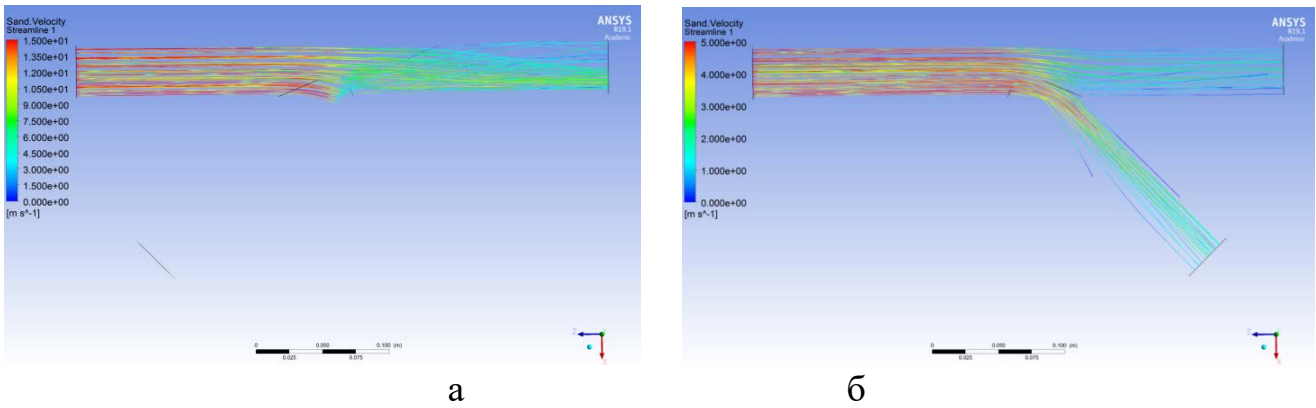 Sand.Velocity
Streamline 1
1.500e+01
1.350e+01
1.200e+01
1.050e+01
9.000e+00
7.500e+00
6.000e+00
4.500e+00
3.000e+00
1.500e+00
0.000e+00
[m s^-1]
ANSYS
R19.1
Academic
0 0.050 0.100 (m)
0.025 0.075
Z
X
а
Sand.Velocity
Streamline 1
5.000e+00
4.000e+00
3.000e+00
2.000e+00
1.000e+00
0.000e+00
[m s^-1]
ANSYS
R19.1
Academic
0 0.050 0.100 (m)
0.025 0.075
Z
X
б